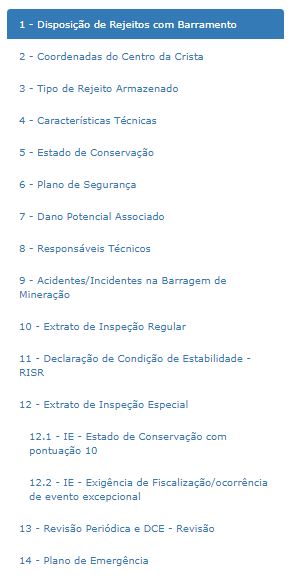 1 - Disposição de Rejeitos com Barramento
2 - Coordenadas do Centro da Crista
3 - Tipo de Rejeito Armazenado
4 - Características Técnicas
5 - Estado de Conservação
6 - Plano de Segurança
7 - Dano Potencial Associado
8 - Responsáveis Técnicos
9 - Acidentes/Incidentes na Barragem de
Mineração
10 - Extrato de Inspeção Regular
11 - Declaração de Condição de Estabilidade -
RISR
12 - Extrato de Inspeção Especial
12.1 - IE - Estado de Conservação com
pontuação 10
12.2 - IE - Exigência de Fiscalização/ocorrência
de evento excepcional
13 - Revisão Periódica e DCE - Revisão
14 - Plano de Emergência